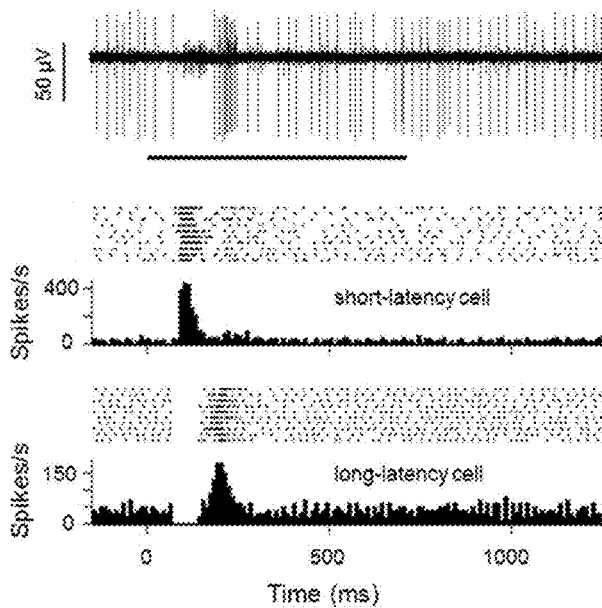 50 µV
Spikes/s
400
0
short-latency cell
Spikes/s
150
0
long-latency cell
0 500 1000
Time (ms)